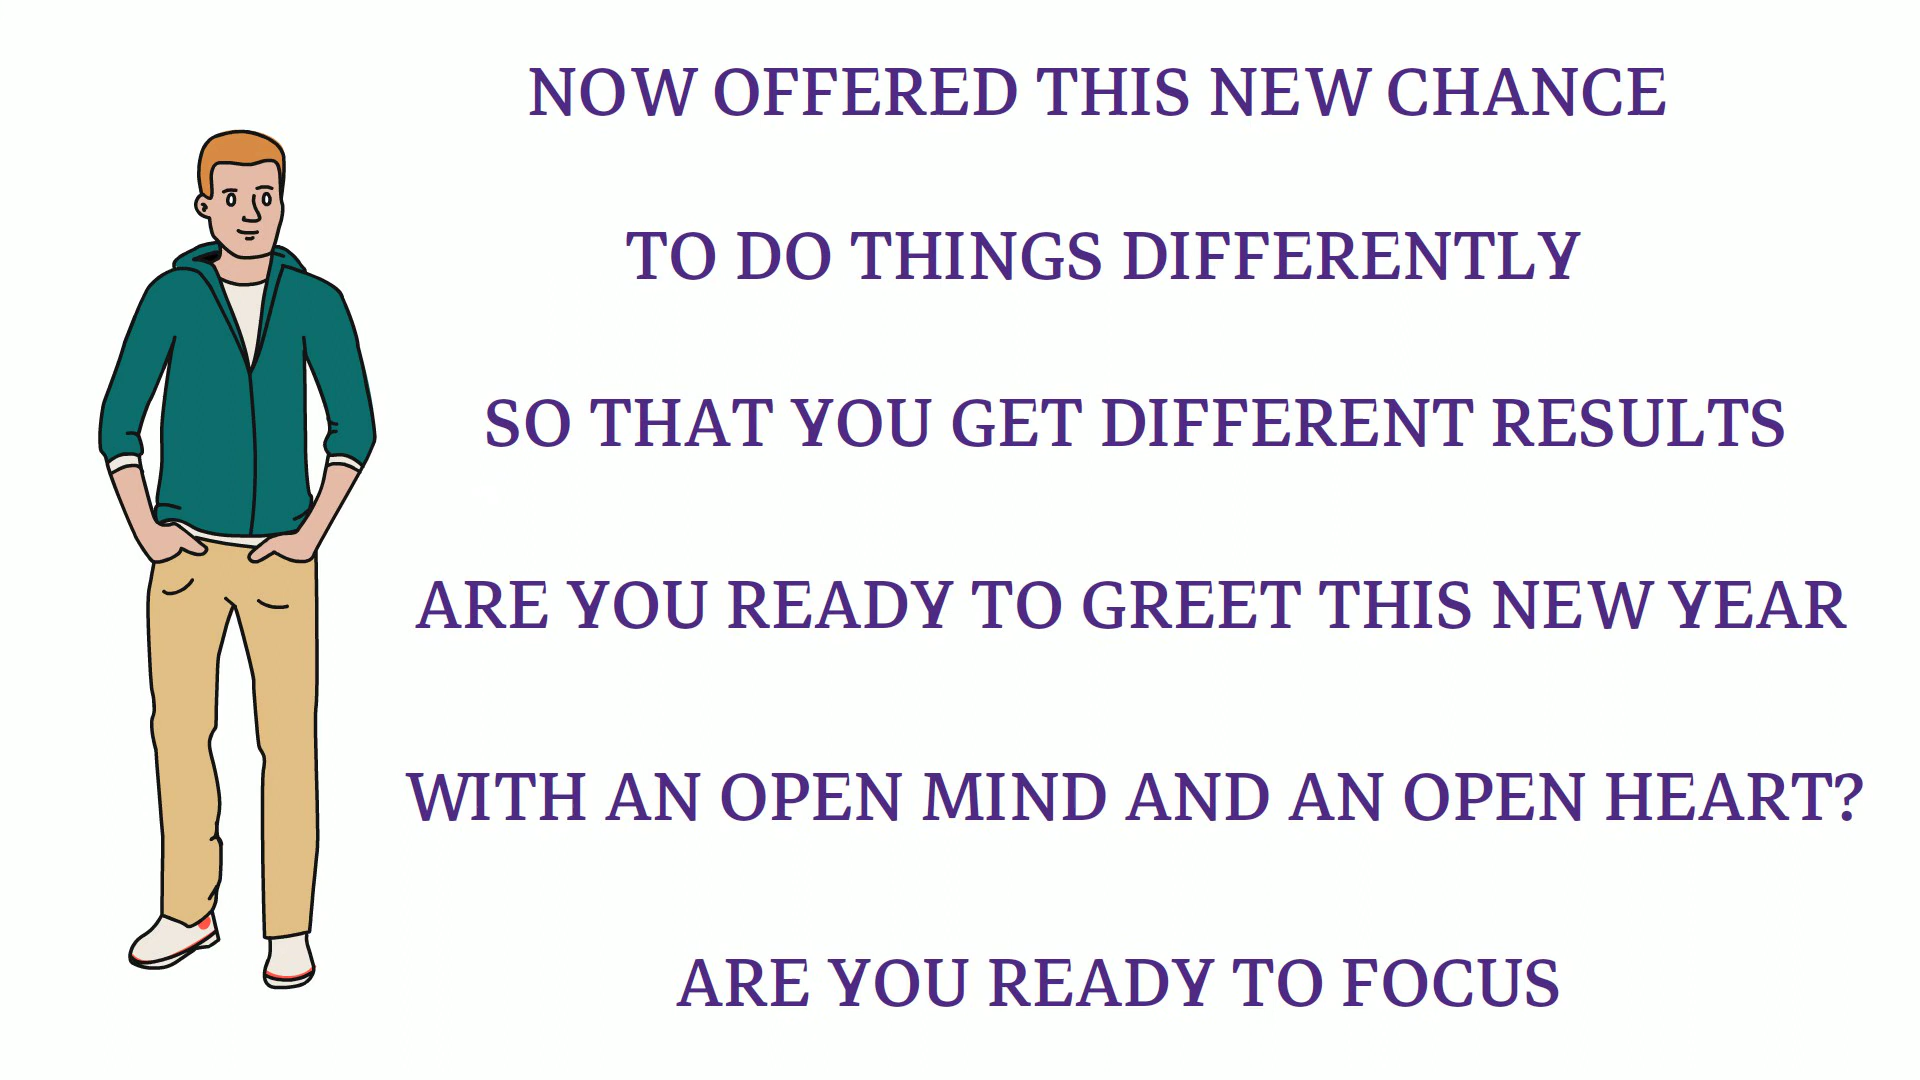 NOW OFFERED THIS NEW CHANCE
TO DO THINGS DIFFERENTLY
SO THAT YOU GET DIFFERENT RESULTS
ARE YOU READY TO GREET THIS NEW YEAR
WITH AN OPEN MIND AND AN OPEN HEART?
ARE YOU READY TO FOCUS